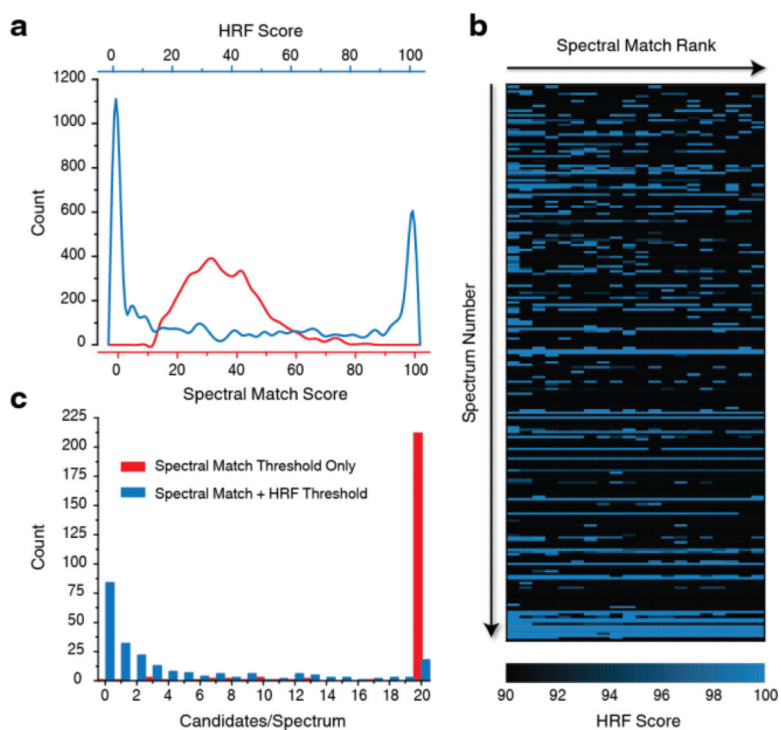 a
HRF Score
0 20 40 60 80 100
1200
1000
800
600
400
200
0
Count
0 20 40 60 80 100
Spectral Match Score
b
Spectral Match Rank
Spectrum Number
90 92 94 96 98 100
HRF Score
c
225
200
175
150
125
100
75
50
25
0
Count
Spectral Match Threshold Only
Spectral Match + HRF Threshold
0 2 4 6 8 10 12 14 16 18 20
Candidates/Spectrum